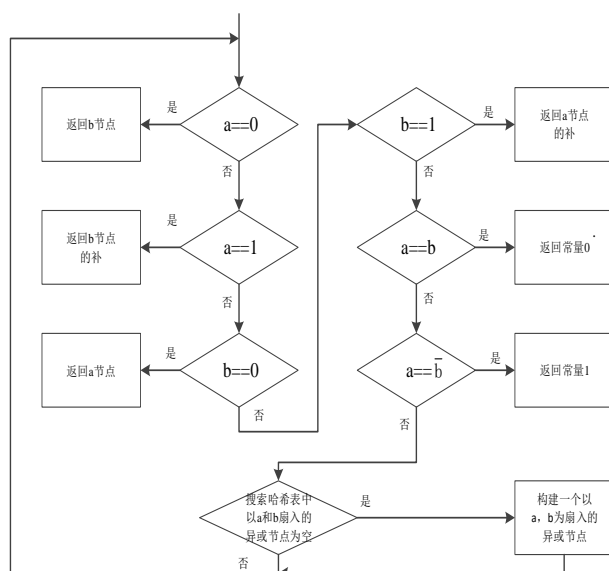 是
返回b节点
a==0
否
是
返回b节点
的补
a==1
否
是
返回a节点
b==0
否
b==1
是
返回a节点
的补
否
a==b
是
返回常量0
否
a==b̅
是
返回常量1
否
搜索哈希表中
以a和b扇入的
异或节点为空
是
构建一个以
a，b为扇入的
异或节点
否